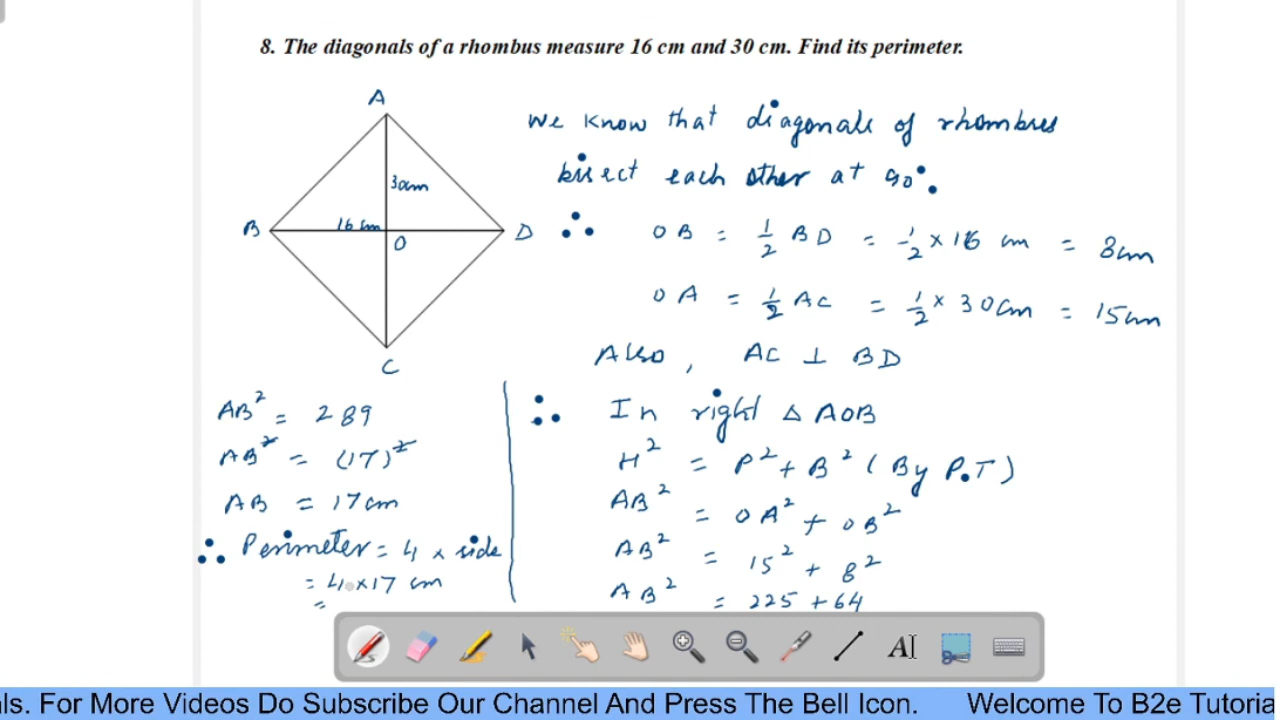 8. The diagonals of a rhombus measure 16 cm and 30 cm. Find its perimeter.
A
30cm
B
16 cm
O
D
C
We know that diagonals of rhombus
bisect each other at 90°.
∴ OB = 1/2 BD = 1/2 × 16 cm = 8cm
OA = 1/2 AC = 1/2 × 30cm = 15cm
Also, AC ⊥ BD
∴ In right △ AOB
H² = P² + B² (By P.T)
AB² = OA² + OB²
AB² = 15² + 8²
AB² = 225 + 64
AB² = 289
AB² = (17)²
AB = 17cm
∴ Perimeter = 4 × side
= 4 × 17 cm
=
AI
ls. For More Videos Do Subscribe Our Channel And Press The Bell Icon. Welcome To B2e Tutoria